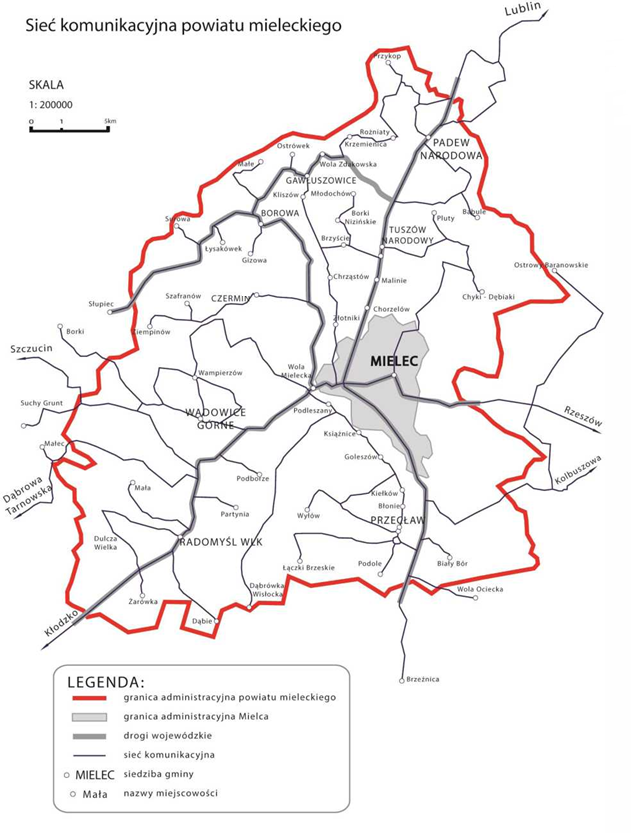 Lublin
Sieć komunikacyjna powiatu mieleckiego
SKALA
1: 200000
0 1 5km
Przykop
Rożniaty
Krzemienica
PADEW
NARODOWA
Ostrówek
Małe
Wola Zdakowska
GAWŁUSZOWICE
Kliszów
Młodochów
BOROWA
Borki
Nizińskie
Pluty
Babule
Surowa
TUSZÓW
NARODOWY
Brzyście
Łysakówek
Gizowa
Ostrowy Baranowskie
Chrząstów
Malinie
Chyki - Dębiaki
Szafranów
CZERMIN
Słupiec
Chorzelów
Złotniki
Ziempinów
Borki
Szczucin
MIELEC
Wola
Mielecka
Wampierzów
Suchy Grunt
Podleszany
WADOWICE
GÓRNE
Rzeszów
Książnice
Malec
Goleszów
Kolbuszowa
Dąbrowa
Tarnowska
Podborze
Mała
Kiełków
Błonie
Wyłów
Partynia
PRZECŁAW
Dulcza
Wielka
RADOMYŚL WLK
Łączki Brzeskie
Podole
Biały Bór
Dąbrówka
Wisłocka
Wola Ociecka
Żarówka
Dąbie
Kłodzko
Brzeźnica
LEGENDA:
granica administracyjna powiatu mieleckiego
granica administracyjna Mielca
drogi wojewódzkie
sieć komunikacyjna
MIELEC siedziba gminy
Mała nazwy miejscowości